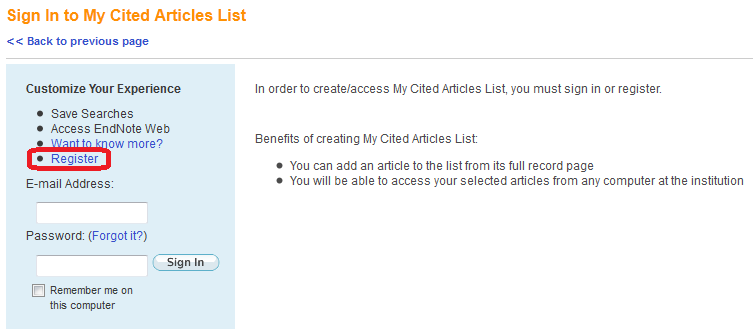 Sign In to My Cited Articles List
<< Back to previous page
Customize Your Experience
Save Searches
Access EndNote Web
Want to know more?
Register
E-mail Address:
Password: (Forgot it?)
Sign In
Remember me on
this computer
In order to create/access My Cited Articles List, you must sign in or register.
Benefits of creating My Cited Articles List:
You can add an article to the list from its full record page
You will be able to access your selected articles from any computer at the institution